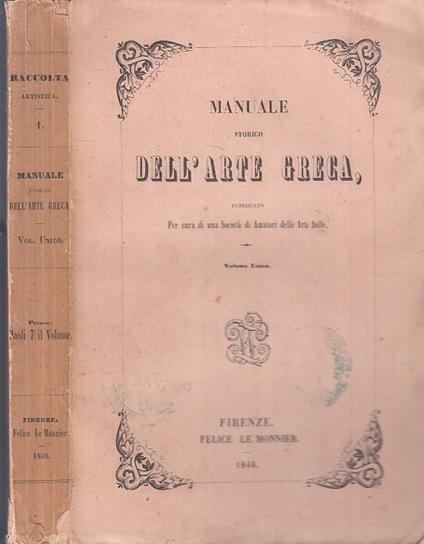 RACCOLTA
ARTISTICA.
1.
MANUALE
STORICO
DELL'ARTE GRECA
VOL. UNICO.
Prezzo:
Paoli 7 il Volume.
FIRENZE.
Felice Le Monnier.
1846.
MANUALE
STORICO
DELL'ARTE GRECA,
PUBBLICATO
Per cura di una Società di Amatori delle Arti belle.
Volume Unico.
FIRENZE.
FELICE LE MONNIER.
1846.